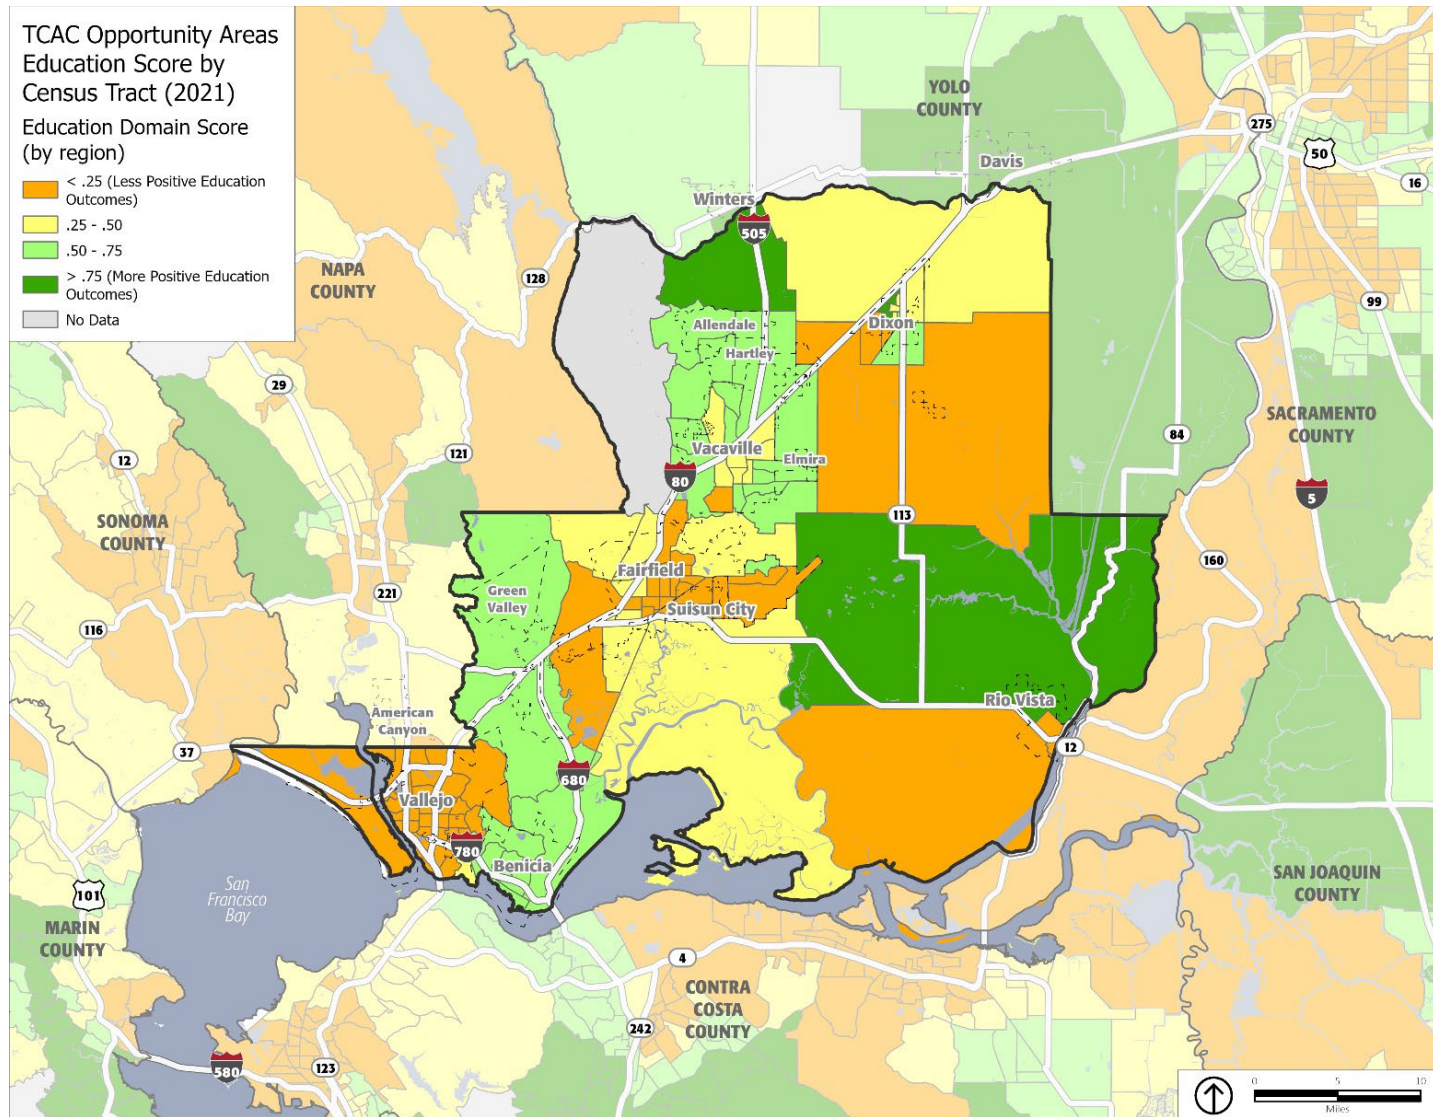 TCAC Opportunity Areas
Education Score by
Census Tract (2021)
Education Domain Score
(by region)
< .25 (Less Positive Education
Outcomes)
.25 - .50
.50 - .75
> .75 (More Positive Education
Outcomes)
No Data
YOLO
COUNTY
275
50
16
Davis
Winters
505
NAPA
COUNTY
128
99
Allendale
Dixon
Hartley
29
SACRAMENTO
COUNTY
84
12
121
Vacaville
Elmira
80
5
SONOMA
COUNTY
113
160
Fairfield
221
Green
Valley
Suisun City
116
Rio Vista
American
Canyon
12
37
680
Vallejo
780
Benicia
San
Francisco
Bay
101
MARIN
COUNTY
SAN JOAQUIN
COUNTY
4
CONTRA
COSTA
COUNTY
242
580
123
0 5 10
Miles